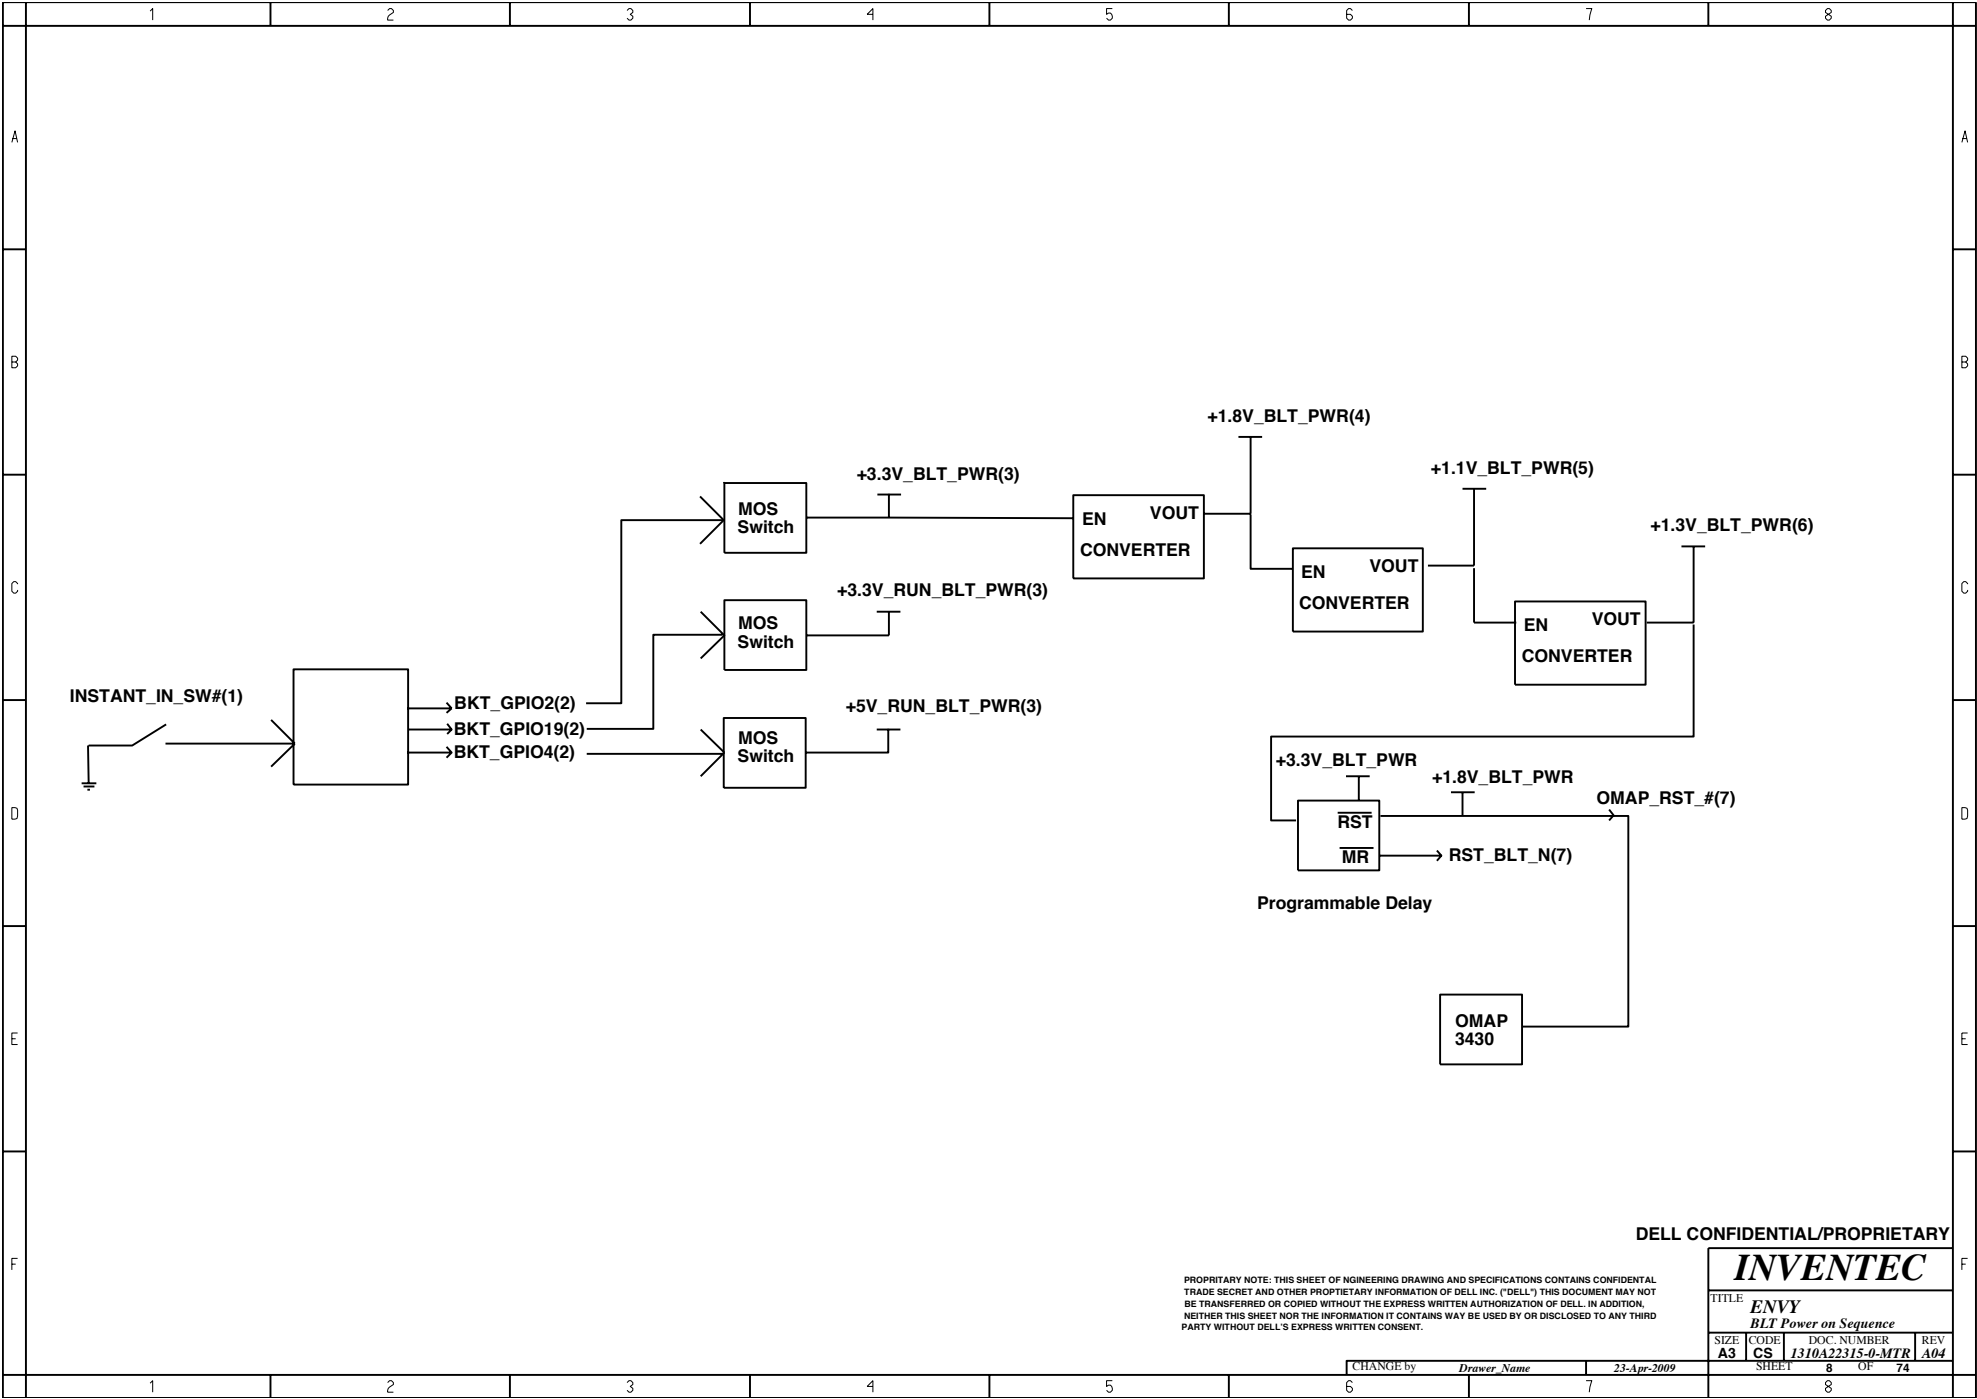 1 2 3 4 5 6 7 8
A A
B B
+1.8V_BLT_PWR(4)
+3.3V_BLT_PWR(3)
+1.1V_BLT_PWR(5)
MOS
Switch
EN VOUT
CONVERTER
+1.3V_BLT_PWR(6)
EN VOUT
CONVERTER
C C
+3.3V_RUN_BLT_PWR(3)
MOS
Switch
EN VOUT
CONVERTER
INSTANT_IN_SW#(1)
BKT_GPIO2(2)
BKT_GPIO19(2)
BKT_GPIO4(2)
+5V_RUN_BLT_PWR(3)
MOS
Switch
+3.3V_BLT_PWR
+1.8V_BLT_PWR
OMAP_RST_#(7)
D D
RST
MR
RST_BLT_N(7)
Programmable Delay
OMAP
3430
E E
DELL CONFIDENTIAL/PROPRIETARY
F F
PROPRITARY NOTE: THIS SHEET OF NGINEERING DRAWING AND SPECIFICATIONS CONTAINS CONFIDENTAL
TRADE SECRET AND OTHER PROPTIETARY INFORMATION OF DELL INC. ("DELL") THIS DOCUMENT MAY NOT
BE TRANSFERRED OR COPIED WITHOUT THE EXPRESS WRITTEN AUTHORIZATION OF DELL. IN ADDITION,
NEITHER THIS SHEET NOR THE INFORMATION IT CONTAINS WAY BE USED BY OR DISCLOSED TO ANY THIRD
PARTY WITHOUT DELL'S EXPRESS WRITTEN CONSENT.
INVENTEC
TITLE
ENVY
BLT Power on Sequence
SIZE CODE DOC. NUMBER REV
A3 CS 1310A22315-0-MTR A04
CHANGE by Drawer_Name 23-Apr-2009 SHEET 8 OF 74
1 2 3 4 5 6 7 8